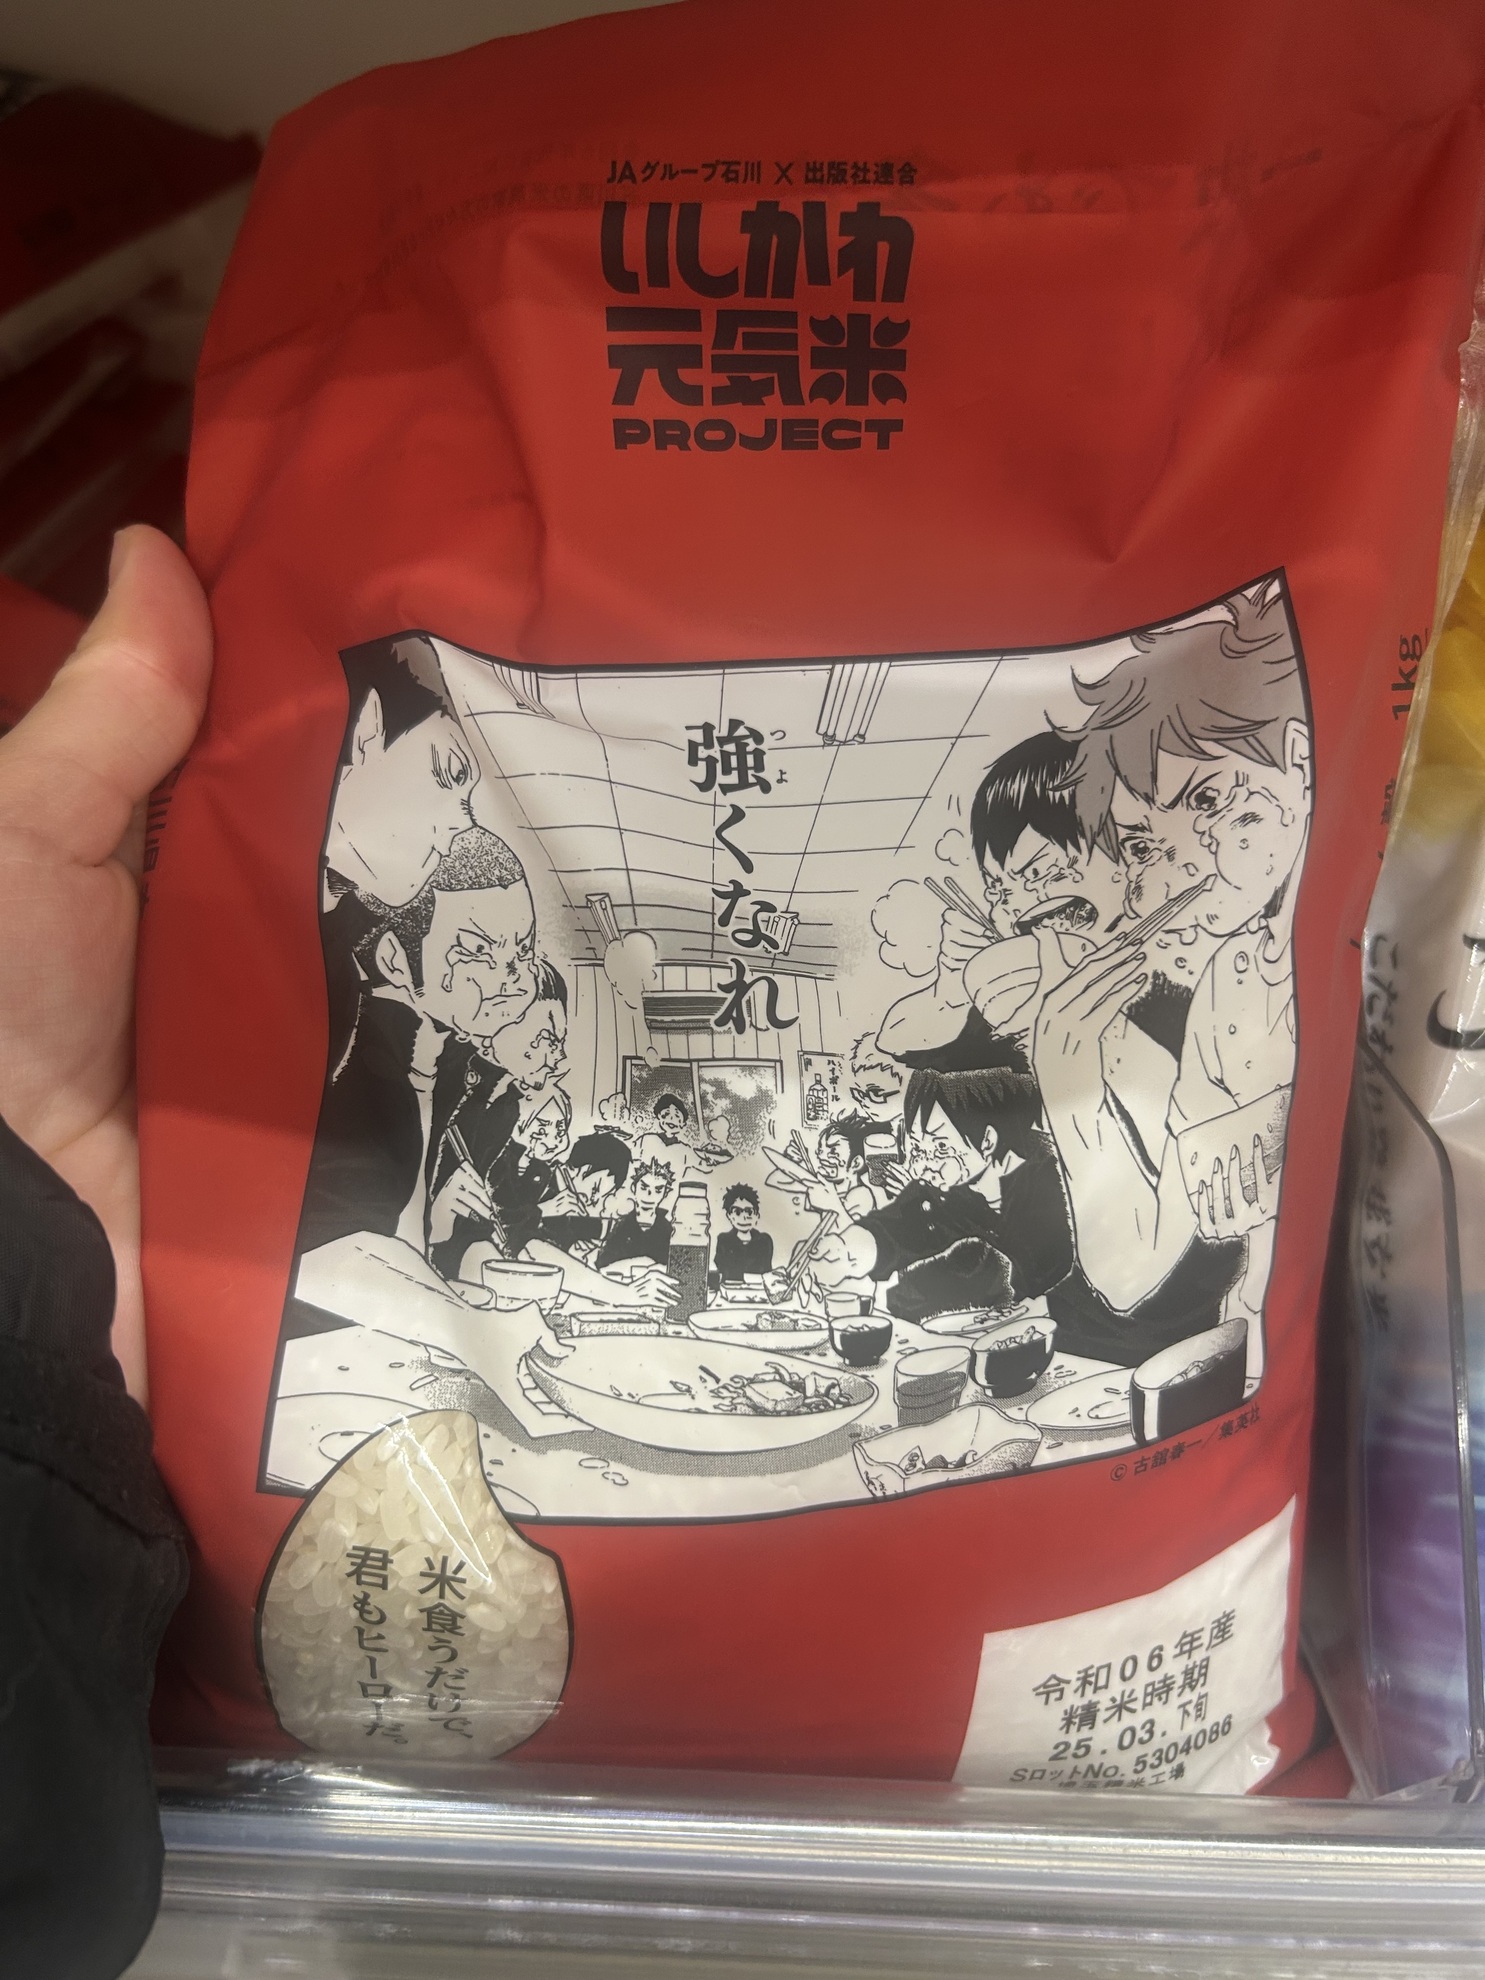 JAグループ石川 X 出版社連合
いしかわ
元気米
PROJECT
強くなれ
つよ
ハイボール
© 古舘春一／集英社
米食うだけで、
君もヒーローだ。
令和06年産
精米時期
25.03.下旬
SロットNo.5304086
1kg